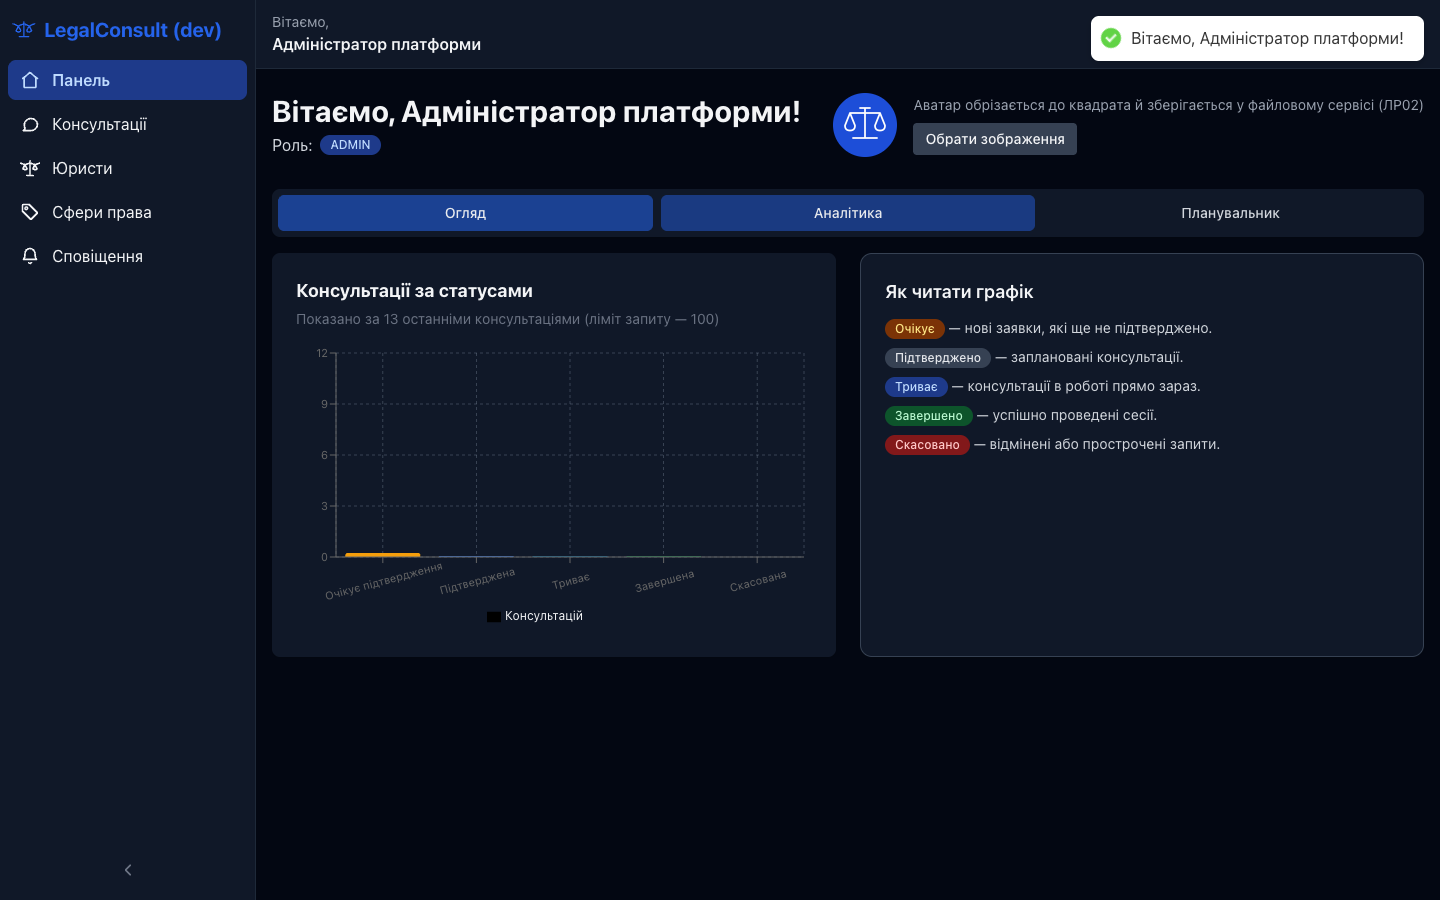 LegalConsult (dev)
Панель
Консультації
Юристи
Сфери права
Сповіщення
Вітаємо,
Адміністратор платформи
Вітаємо, Адміністратор платформи!
Вітаємо, Адміністратор платформи!
Роль: ADMIN
Аватар обрізається до квадрата й зберігається у файловому сервісі (ЛР02)
Обрати зображення
Огляд
Аналітика
Планувальник
Консультації за статусами
Показано за 13 останніми консультаціями (ліміт запиту — 100)
12
9
6
3
0
Очікує підтвердження
Підтверджена
Триває
Завершена
Скасована
Консультацій
Як читати графік
Очікує — нові заявки, які ще не підтверджено.
Підтверджено — заплановані консультації.
Триває — консультації в роботі прямо зараз.
Завершено — успішно проведені сесії.
Скасовано — відмінені або прострочені запити.